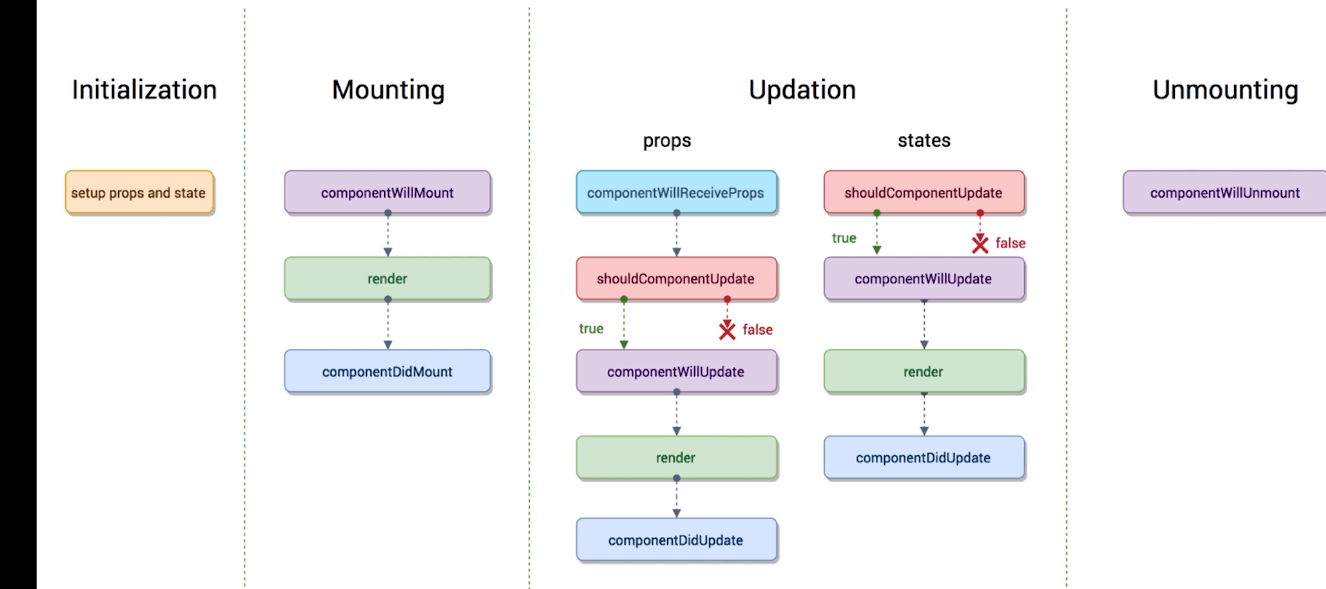 Initialization
Mounting
Updation
Unmounting
props
states
setup props and state
componentWillMount
componentWillReceiveProps
shouldComponentUpdate
componentWillUnmount
true
false
render
shouldComponentUpdate
componentWillUpdate
true
false
componentDidMount
componentWillUpdate
render
render
componentDidUpdate
componentDidUpdate